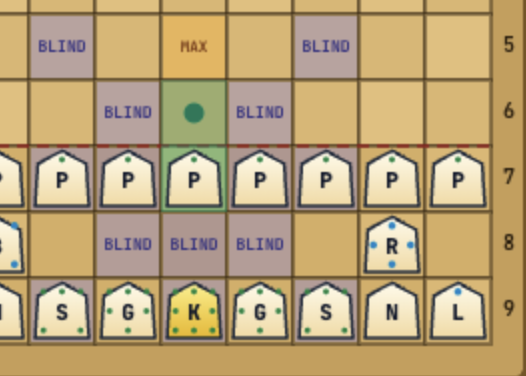 BLIND MAX BLIND 5
BLIND BLIND 6
P P P P P P P 7
BLIND BLIND BLIND R 8
S G K G S N L 9